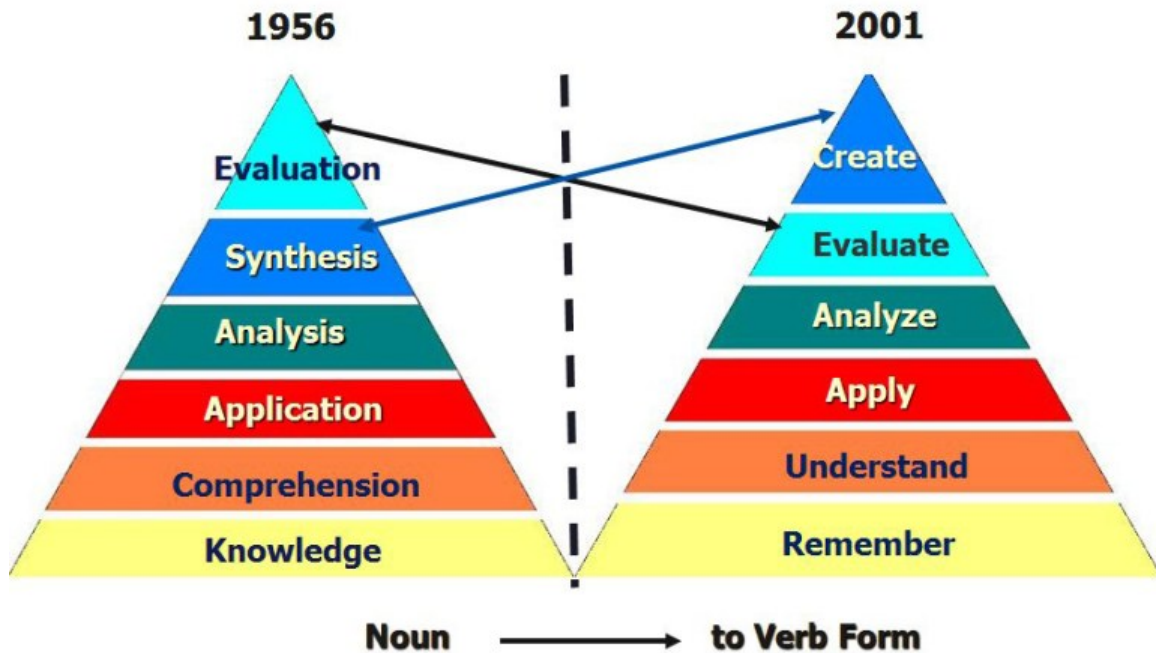 1956
2001
Evaluation
Synthesis
Analysis
Application
Comprehension
Knowledge
Create
Evaluate
Analyze
Apply
Understand
Remember
Noun to Verb Form